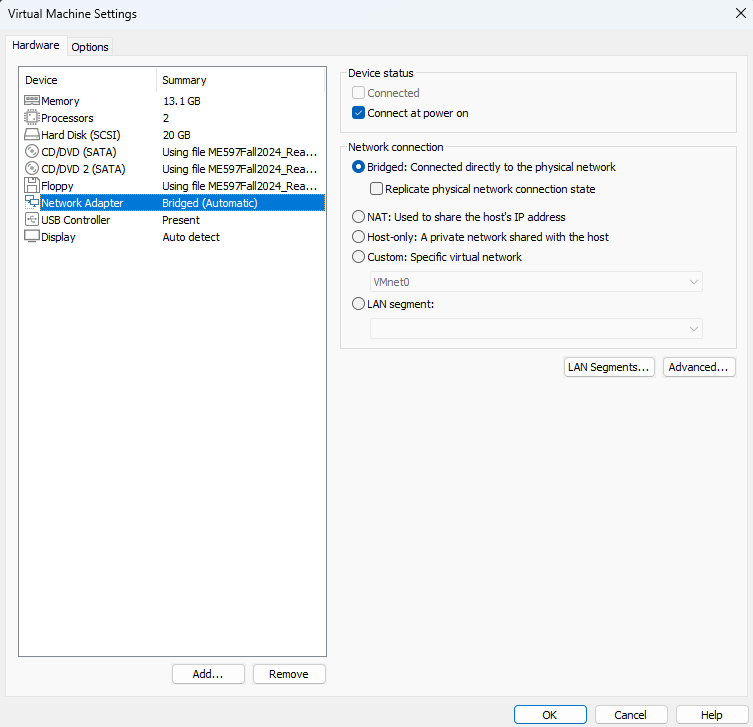 Virtual Machine Settings
Hardware
Options
Device Summary
Memory 13.1 GB
Processors 2
Hard Disk (SCSI) 20 GB
CD/DVD (SATA) Using file ME597Fall2024_Rea...
CD/DVD 2 (SATA) Using file ME597Fall2024_Rea...
Floppy Using file ME597Fall2024_Rea...
Network Adapter Bridged (Automatic)
USB Controller Present
Display Auto detect
Add...
Remove
Device status
Connected
Connect at power on
Network connection
Bridged: Connected directly to the physical network
Replicate physical network connection state
NAT: Used to share the host's IP address
Host-only: A private network shared with the host
Custom: Specific virtual network
VMnet0
LAN segment:
LAN Segments...
Advanced...
OK
Cancel
Help